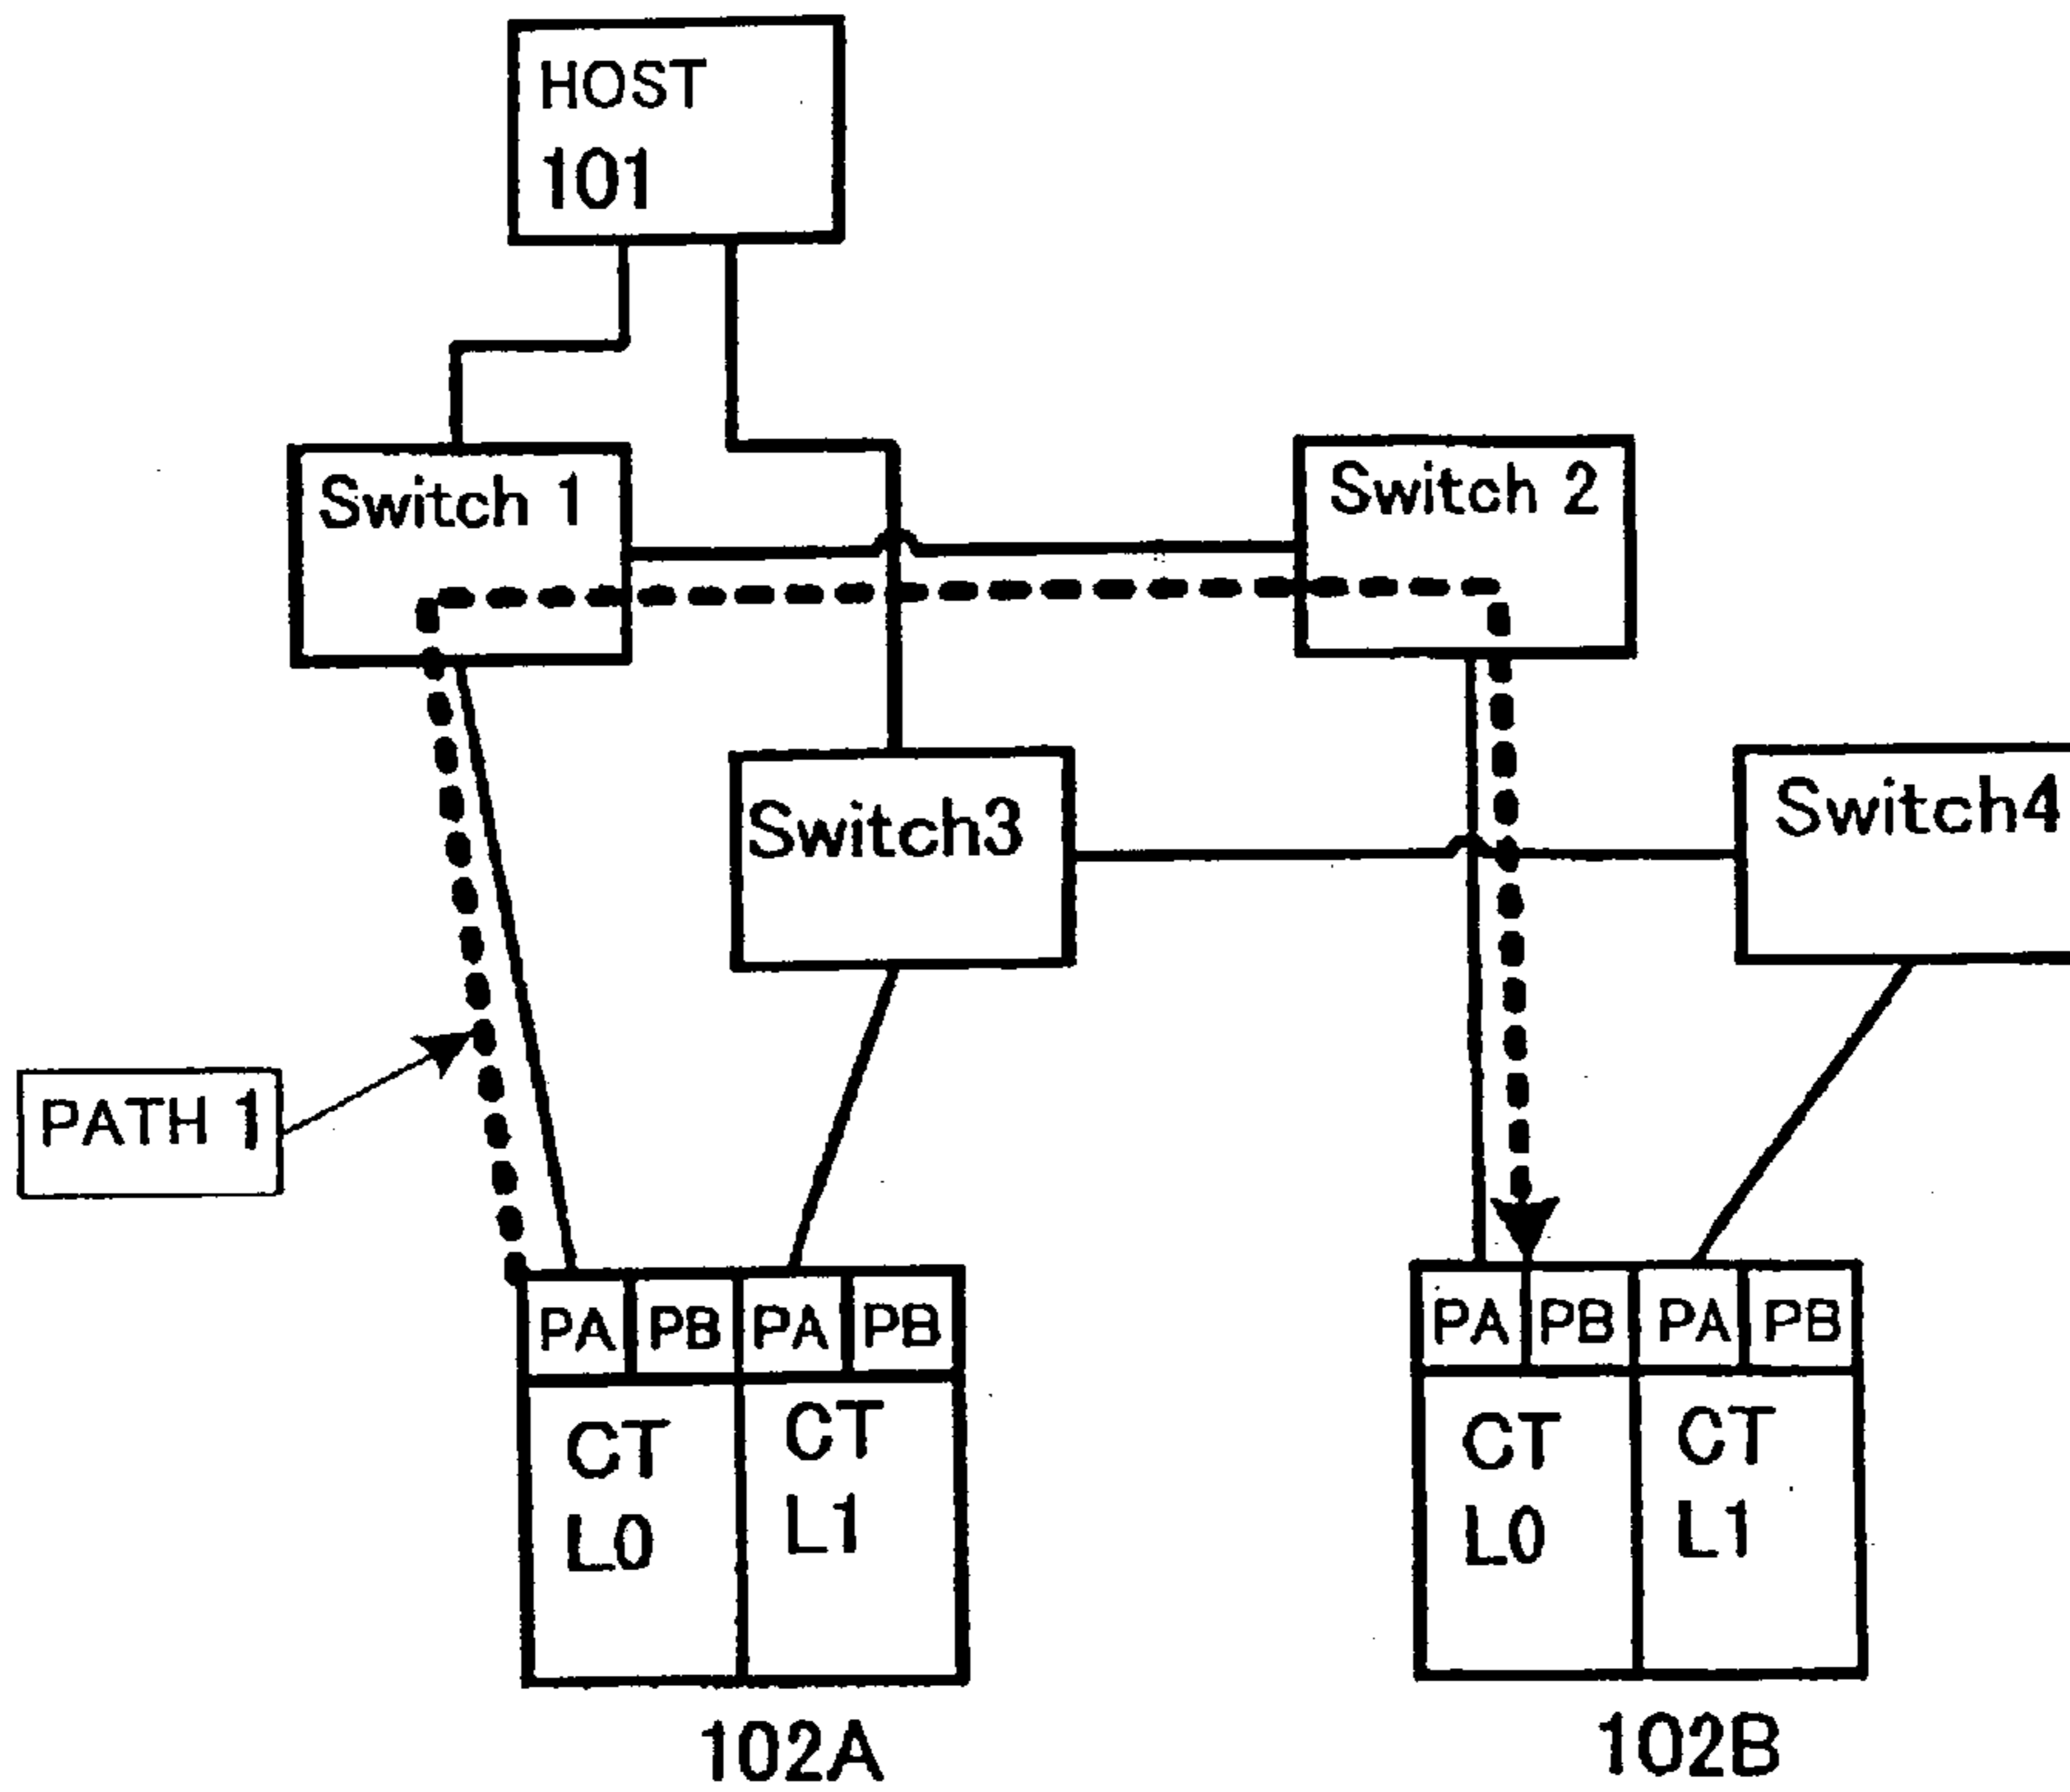 HOST
101
Switch 1
Switch 2
Switch3
Switch4
PATH 1
PA PB PA PB
CT
L0
CT
L1
102A
PA PB PA PB
CT
L0
CT
L1
102B